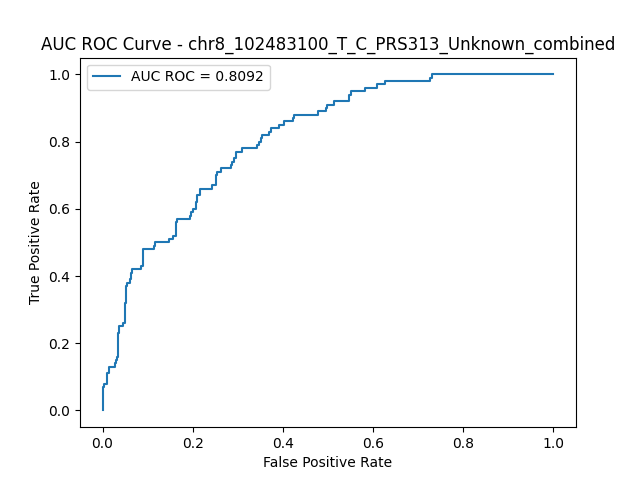 AUC ROC Curve - chr8_102483100_T_C_PRS313_Unknown_combined
AUC ROC = 0.8092
1.0
0.8
0.6
0.4
0.2
0.0
True Positive Rate
0.0 0.2 0.4 0.6 0.8 1.0
False Positive Rate